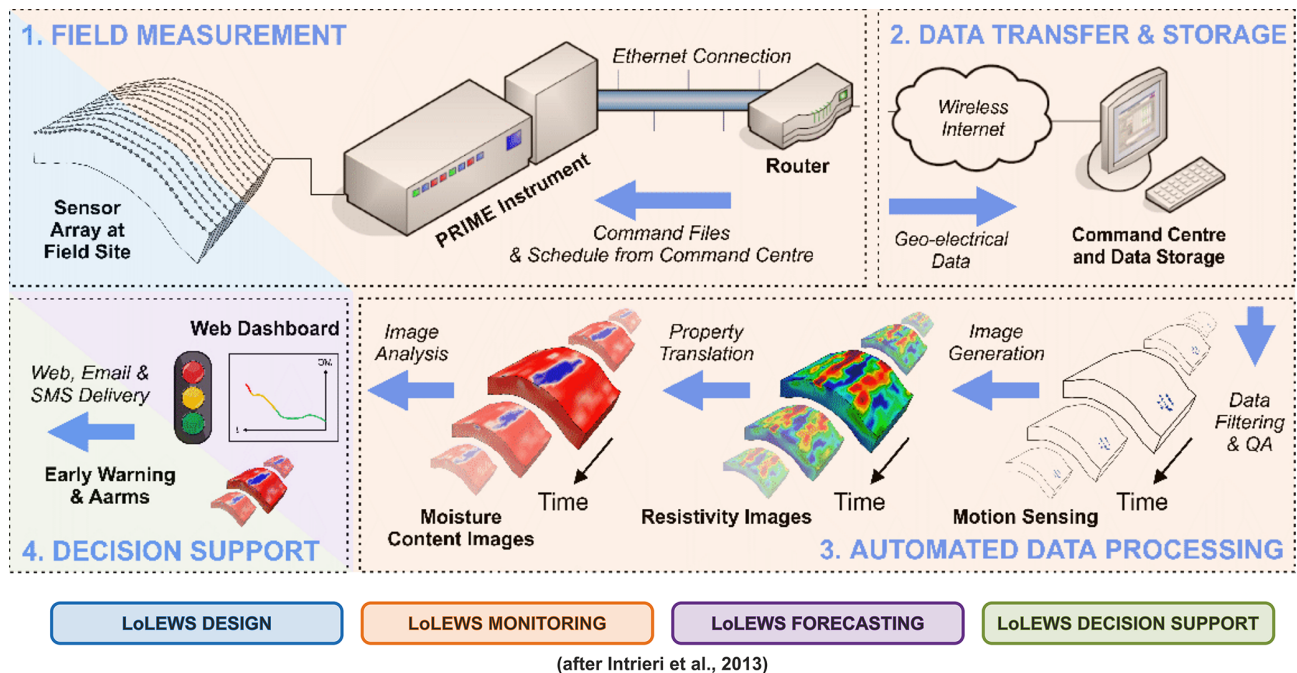 1. FIELD MEASUREMENT
Sensor
Array at
Field Site
PRIME Instrument
Ethernet Connection
Router
Command Files
& Schedule from Command Centre
2. DATA TRANSFER & STORAGE
Wireless
Internet
Geo-electrical
Data
Command Centre
and Data Storage
Data
Filtering
& QA
Image
Generation
Time
Motion Sensing
Property
Translation
Time
Resistivity Images
Image
Analysis
Time
Moisture
Content Images
3. AUTOMATED DATA PROCESSING
Web Dashboard
Web, Email &
SMS Delivery
Early Warning
& Aarms
4. DECISION SUPPORT
LoLEWS DESIGN
LoLEWS MONITORING
LoLEWS FORECASTING
LoLEWS DECISION SUPPORT
(after Intrieri et al., 2013)